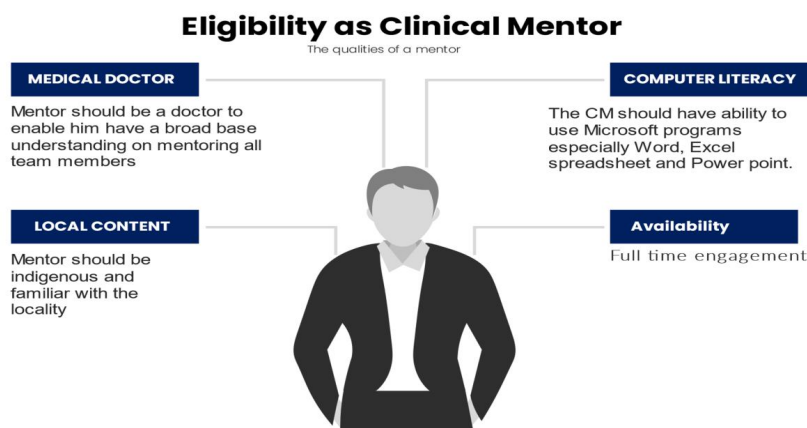 Eligibility as Clinical Mentor
The qualities of a mentor
MEDICAL DOCTOR
Mentor should be a doctor to
enable him have a broad base
understanding on mentoring all
team members
COMPUTER LITERACY
The CM should have ability to
use Microsoft programs
especially Word, Excel
spreadsheet and Power point.
LOCAL CONTENT
Mentor should be
indigenous and
familiar with the
locality
Availability
Full time engagement